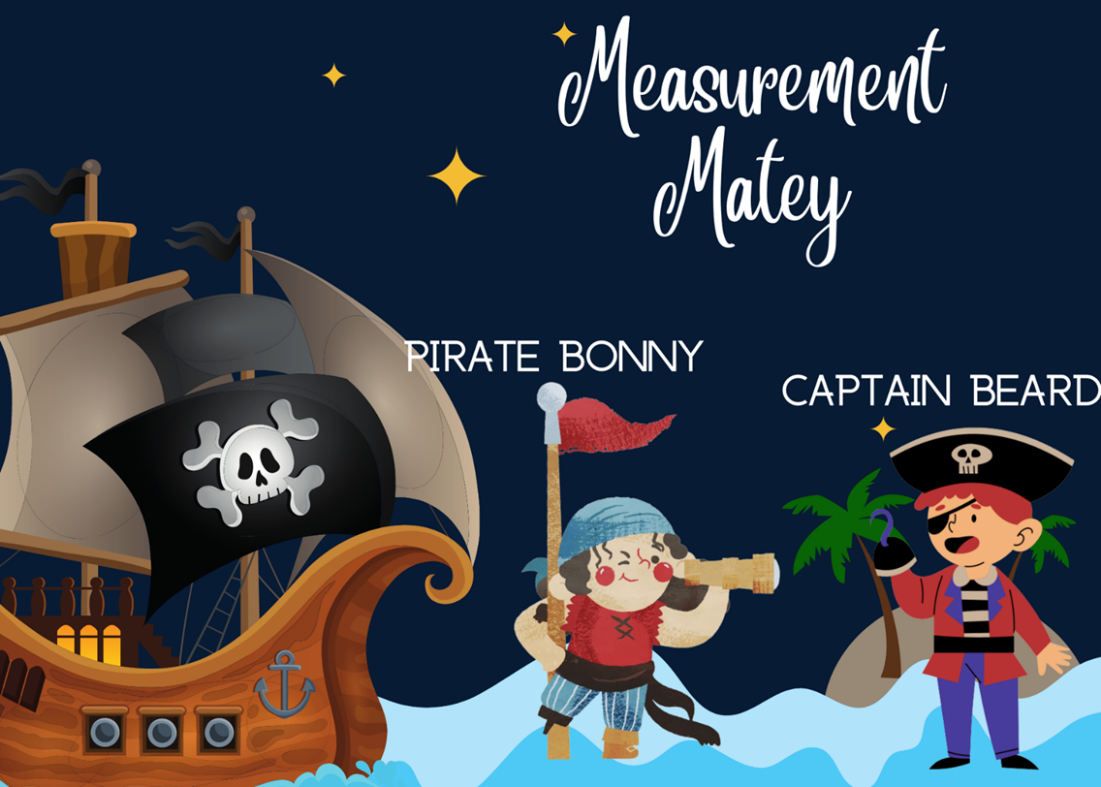 Measurement
Matey
PIRATE BONNY
CAPTAIN BEARD